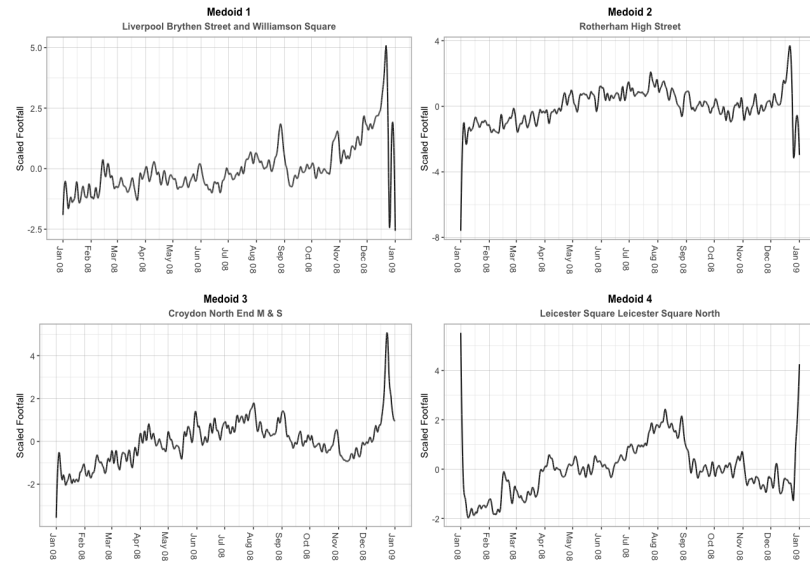 Medoid 1
Liverpool Brythen Street and Williamson Square
Scaled Footfall
5.0
2.5
0.0
-2.5
Jan 08
Feb 08
Mar 08
Apr 08
May 08
Jun 08
Jul 08
Aug 08
Sep 08
Oct 08
Nov 08
Dec 08
Jan 09
Medoid 2
Rotherham High Street
Scaled Footfall
4
0
-4
-8
Jan 08
Feb 08
Mar 08
Apr 08
May 08
Jun 08
Jul 08
Aug 08
Sep 08
Oct 08
Nov 08
Dec 08
Jan 09
Medoid 3
Croydon North End M & S
Scaled Footfall
4
2
0
-2
Jan 08
Feb 08
Mar 08
Apr 08
May 08
Jun 08
Jul 08
Aug 08
Sep 08
Oct 08
Nov 08
Dec 08
Jan 09
Medoid 4
Leicester Square Leicester Square North
Scaled Footfall
4
2
0
-2
Jan 08
Feb 08
Mar 08
Apr 08
May 08
Jun 08
Jul 08
Aug 08
Sep 08
Oct 08
Nov 08
Dec 08
Jan 09